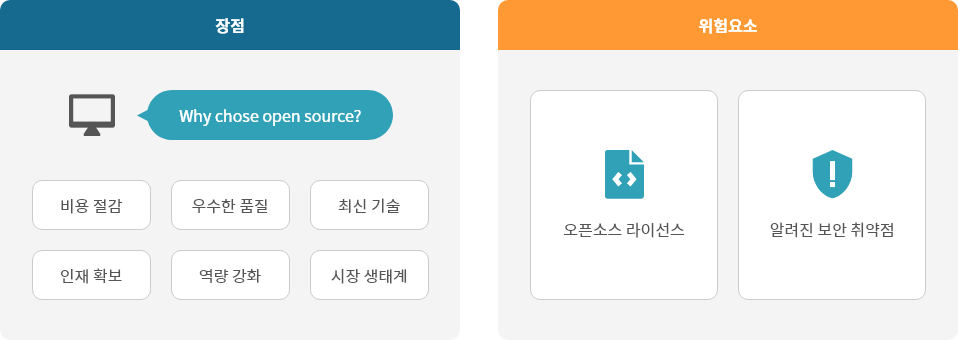 장점
Why chose open source?
비용 절감
우수한 품질
최신 기술
인재 확보
역량 강화
시장 생태계
위험요소
오픈소스 라이선스
알려진 보안 취약점